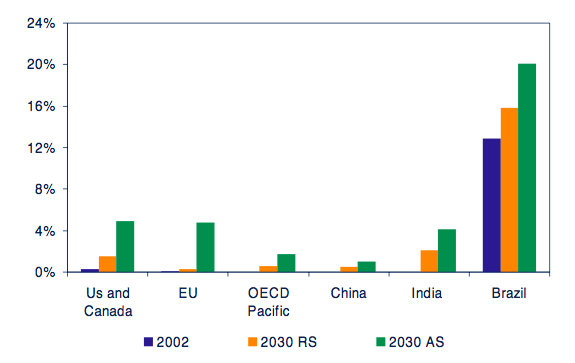 24%
20%
16%
12%
8%
4%
0%
Us and
Canada
EU
OECD
Pacific
China
India
Brazil
2002
2030 RS
2030 AS